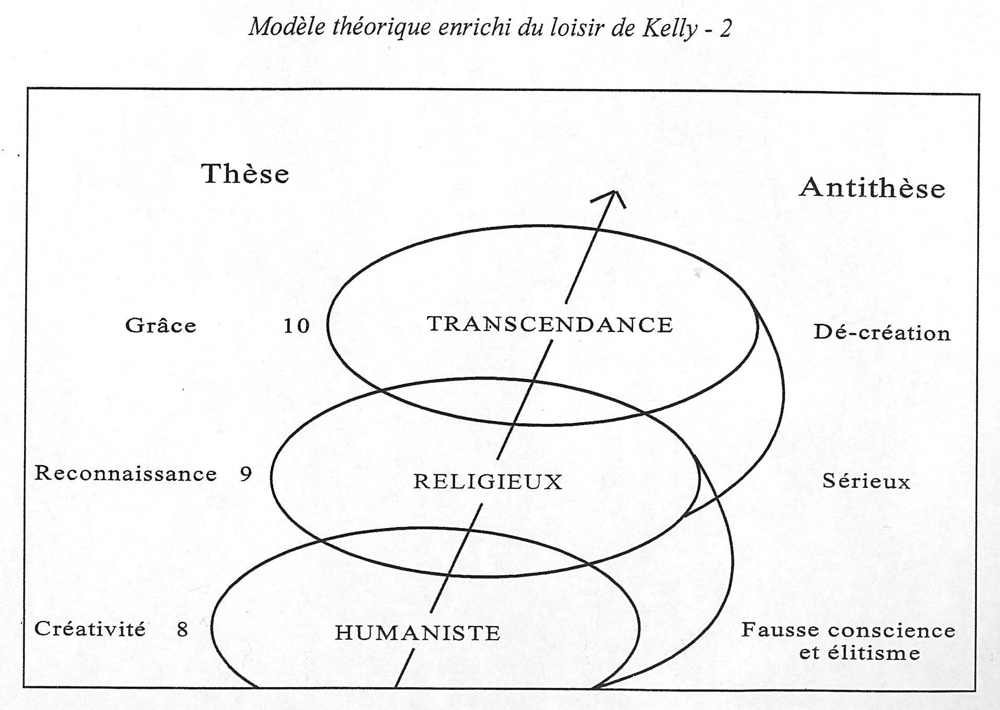 Modèle théorique enrichi du loisir de Kelly - 2
Thèse
Antithèse
Grâce 10 TRANSCENDANCE Dé-création
Reconnaissance 9 RELIGIEUX Sérieux
Créativité 8 HUMANISTE Fausse conscience
et élitisme